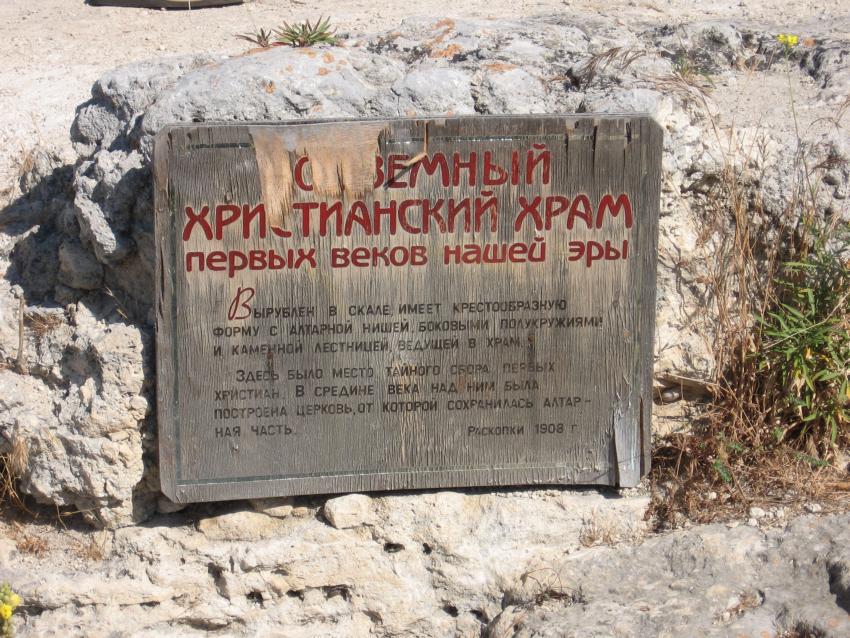 ХРИСТИАНСКИЙ ХРАМ
первых веков нашей эры
Вырублен в скале, имеет крестообразную
форму с алтарной нишей, боковыми полукружиями
и каменной лестницей, ведущей в храм.
Здесь было место тайного сбора первых
христиан. В средние века над ним была
построена церковь, от которой сохранилась алтар-
ная часть.
Раскопки 1908 г.